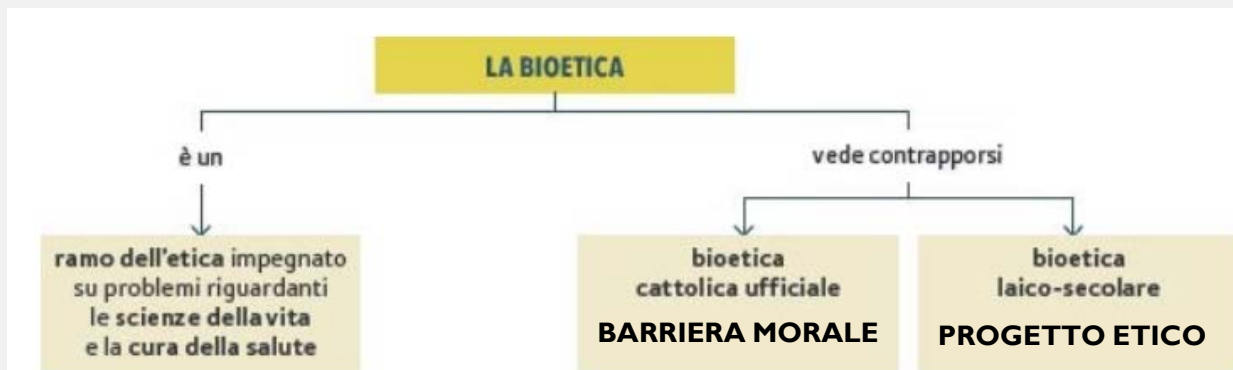 LA BIOETICA
è un
vede contrapporsi
ramo dell'etica impegnato
su problemi riguardanti
le scienze della vita
e la cura della salute
bioetica
cattolica ufficiale
BARRIERA MORALE
bioetica
laico-secolare
PROGETTO ETICO